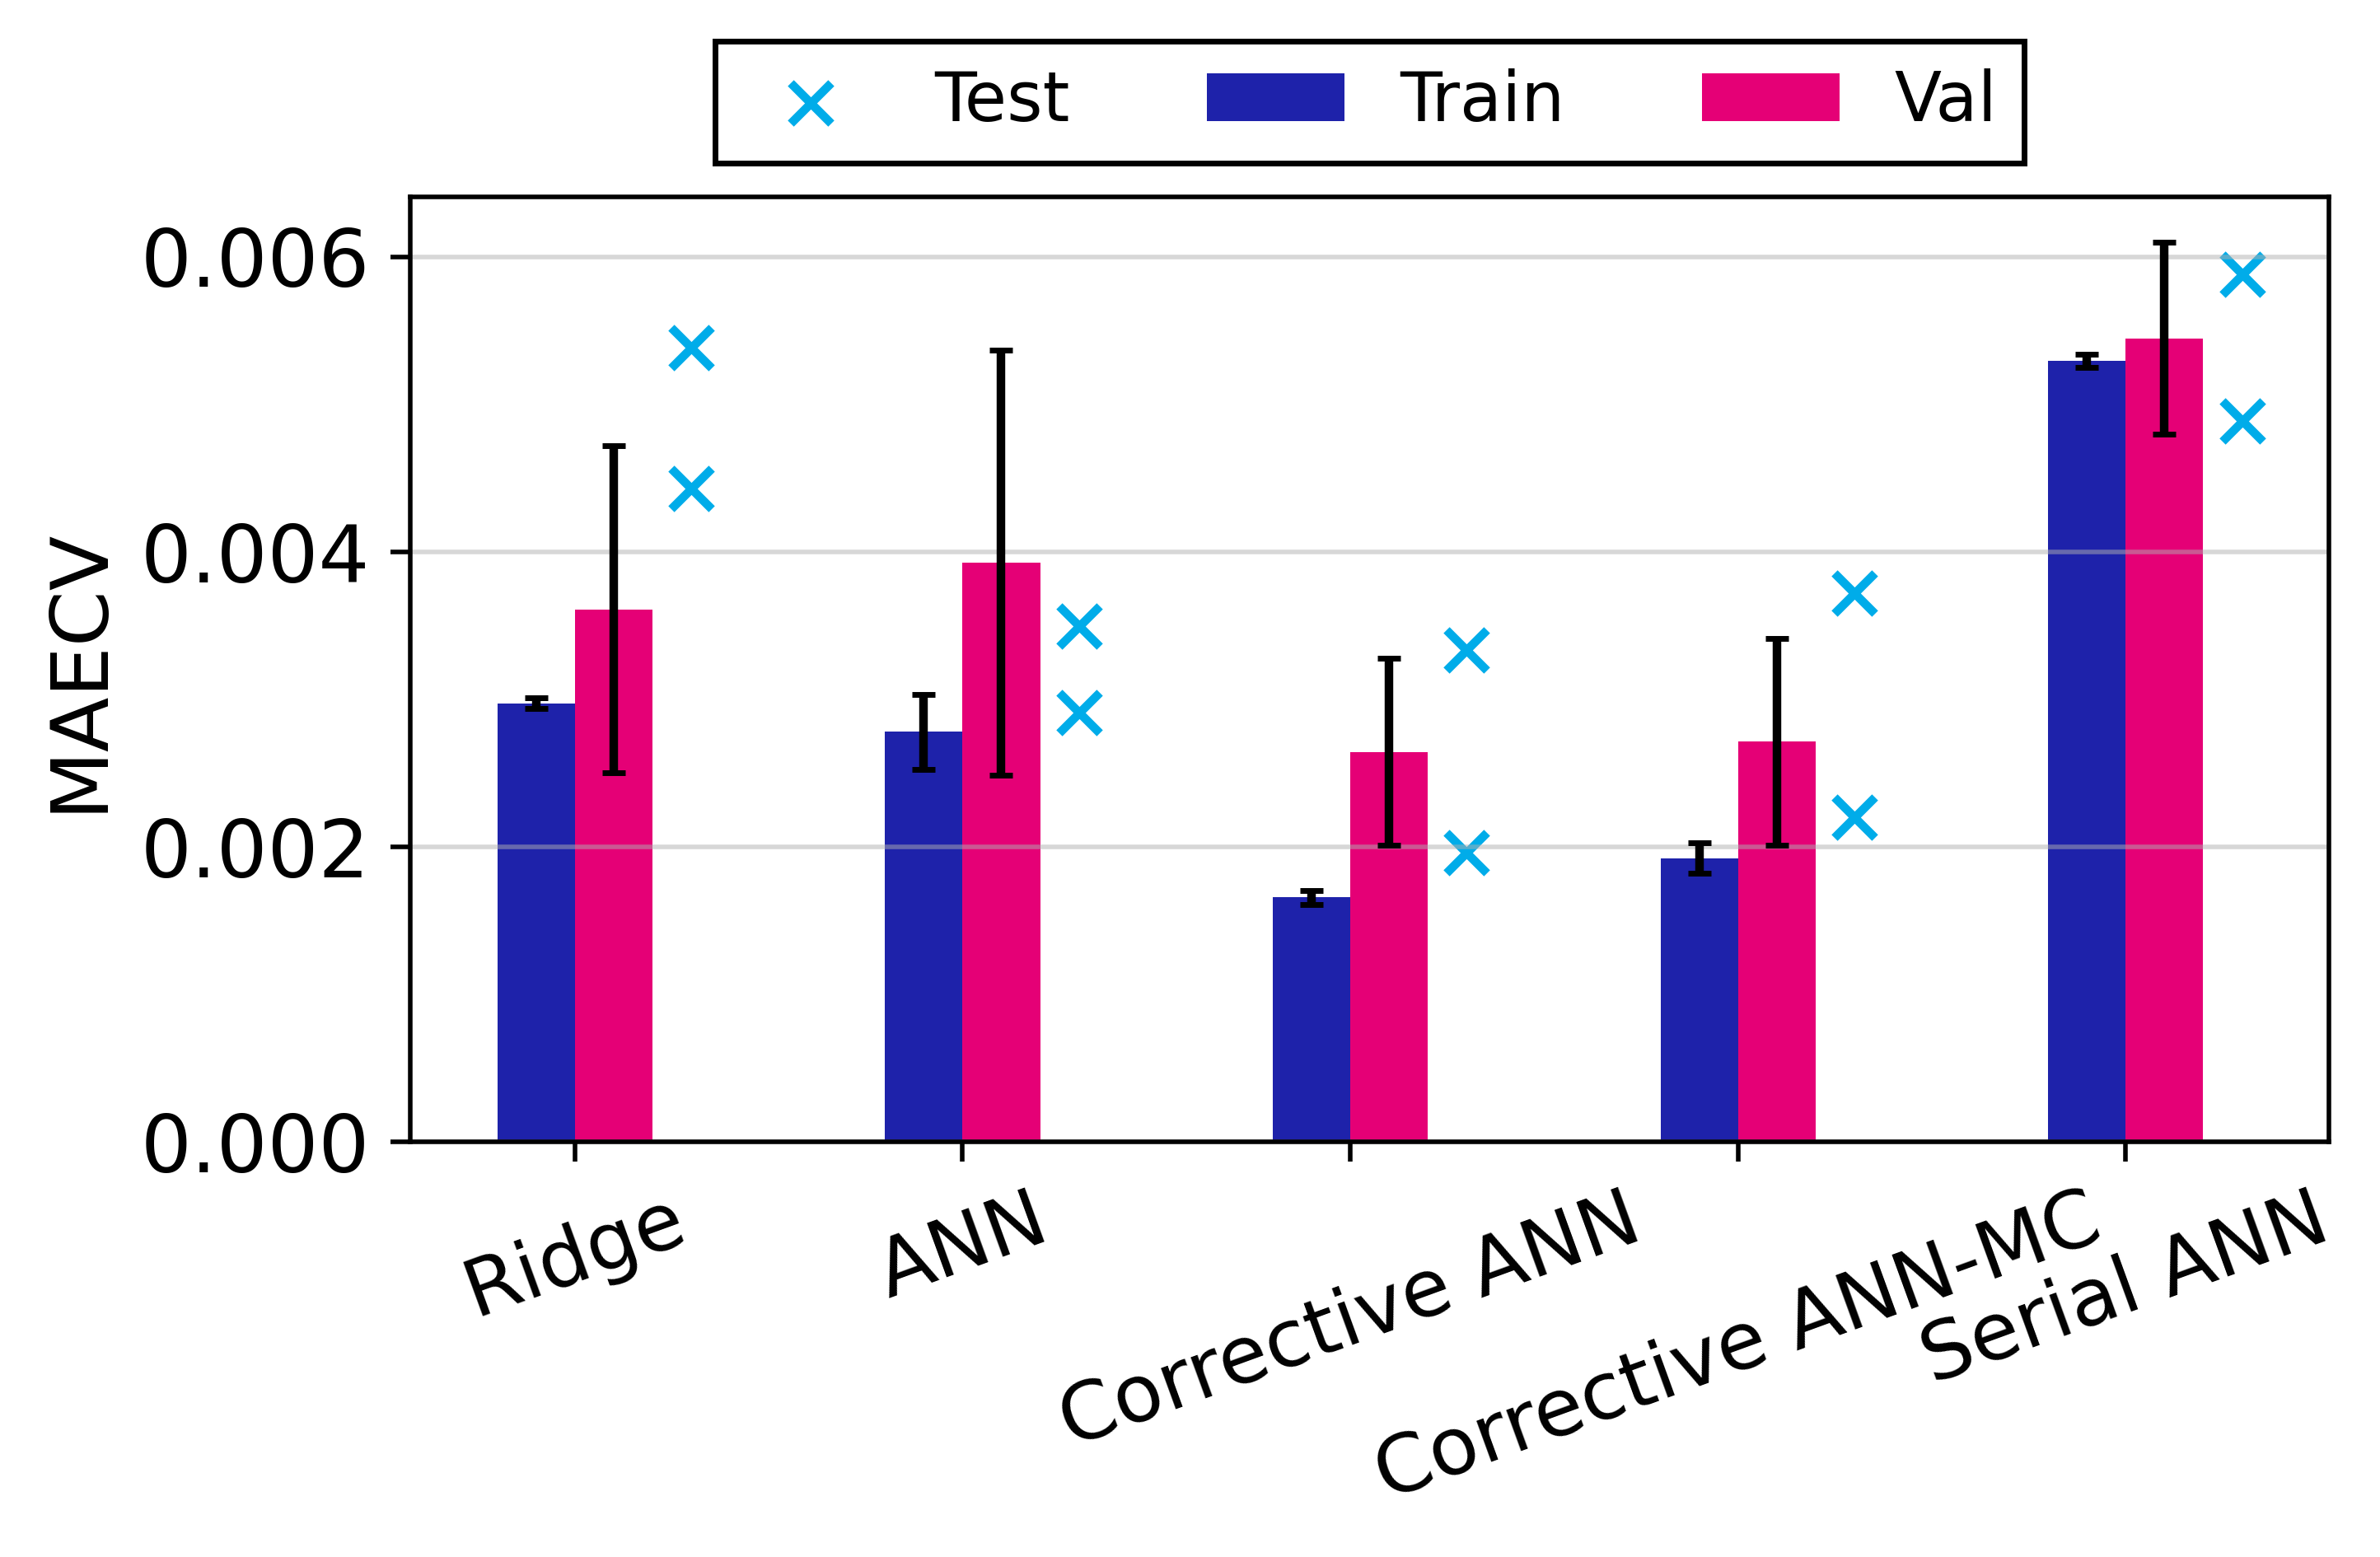 Test Train Val
0.006
0.004
0.002
0.000
MAECV
Ridge
ANN
Corrective ANN
Corrective ANN-MC
Serial ANN